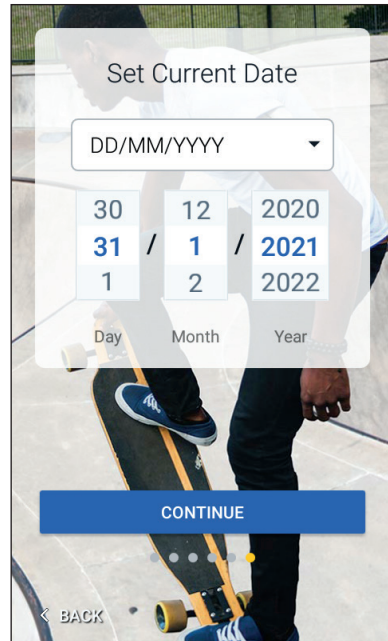 Set Current Date
DD/MM/YYYY
30 12 2020
31 / 1 / 2021
1 2 2022
Day Month Year
CONTINUE
BACK